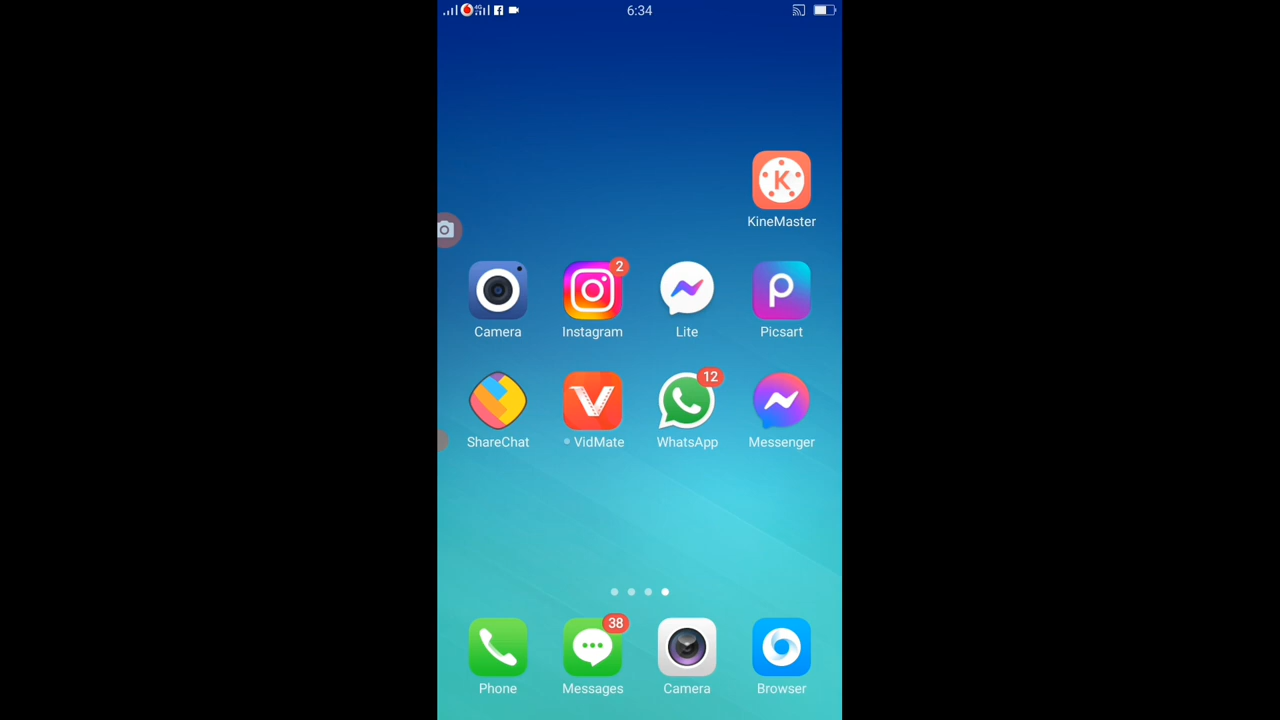 6:34
KineMaster
2
Camera Instagram Lite Picsart
12
ShareChat VidMate WhatsApp Messenger
38
Phone Messages Camera Browser